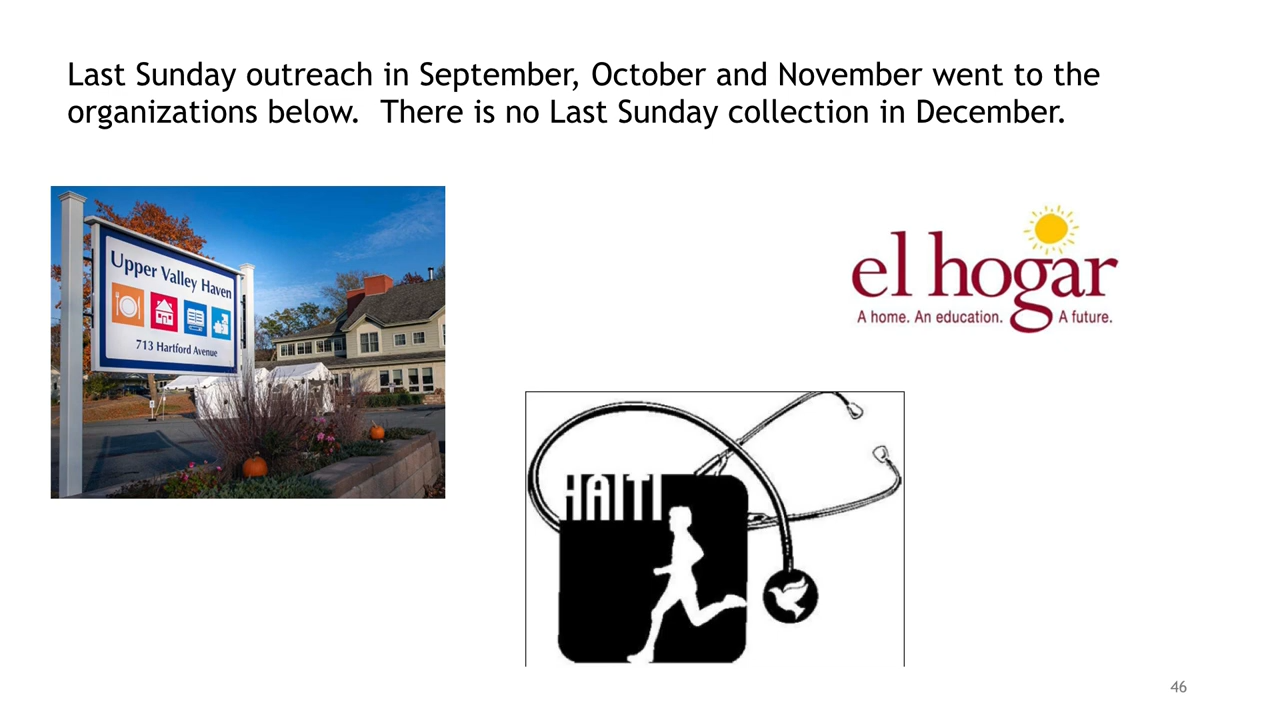 Last Sunday outreach in September, October and November went to the
organizations below.  There is no Last Sunday collection in December.
Upper Valley Haven
713 Hartford Avenue
el hogar
A home. An education. A future.
HAITI
46